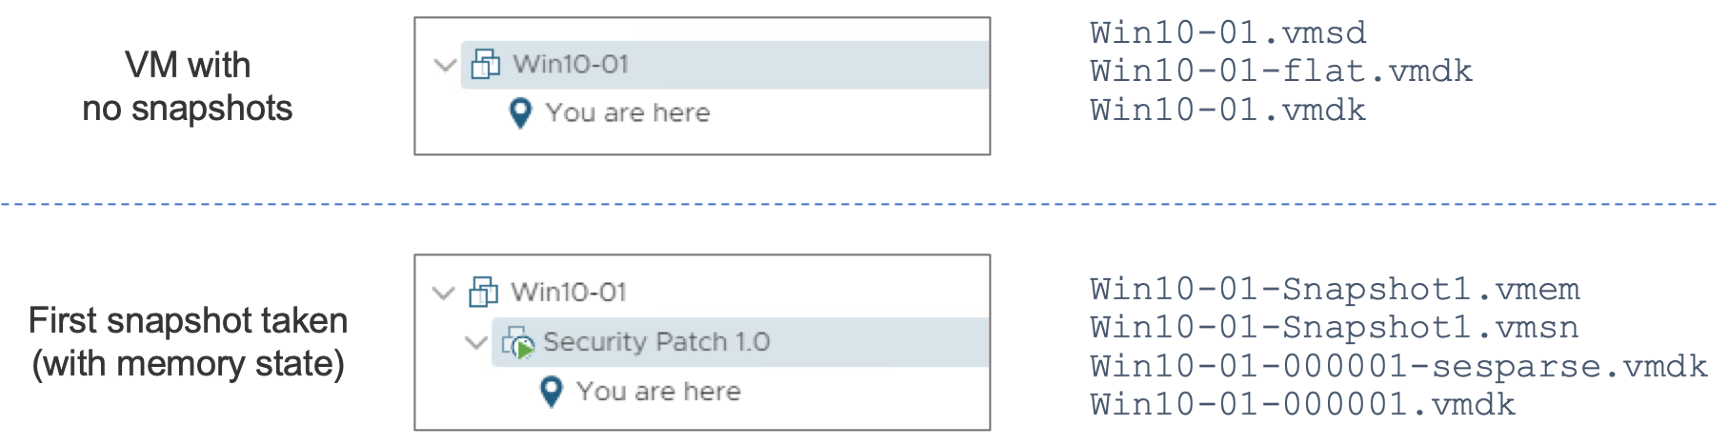 VM with
no snapshots
Win10-01
You are here
Win10-01.vmsd
Win10-01-flat.vmdk
Win10-01.vmdk
First snapshot taken
(with memory state)
Win10-01
Security Patch 1.0
You are here
Win10-01-Snapshot1.vmem
Win10-01-Snapshot1.vmsn
Win10-01-000001-sesparse.vmdk
Win10-01-000001.vmdk